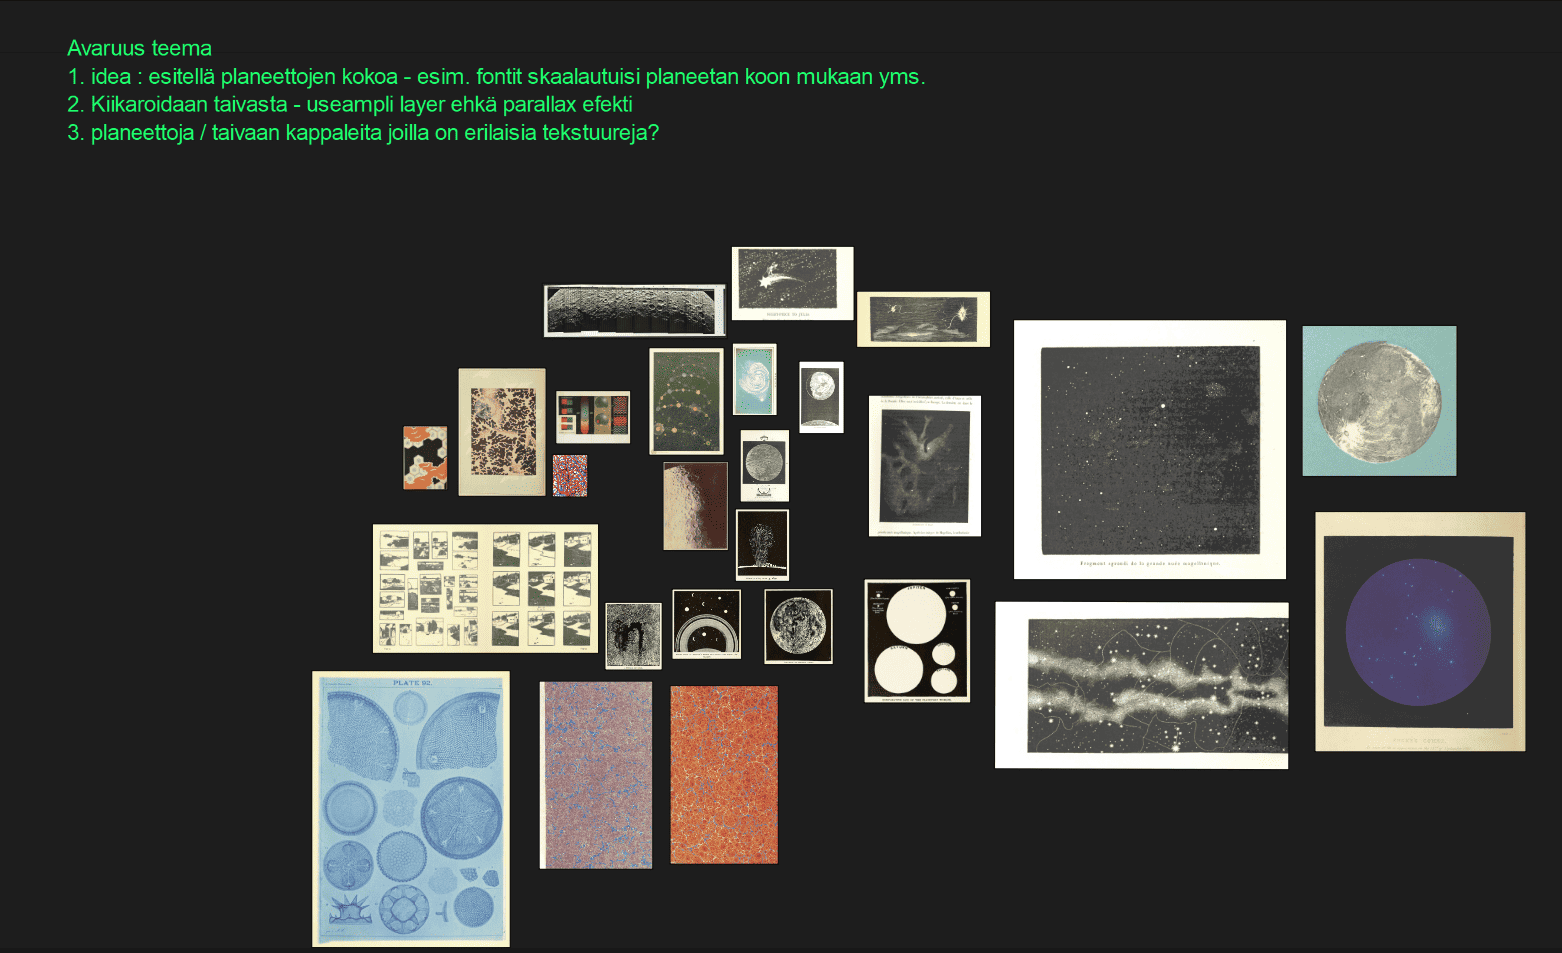 Avaruus teema
1. idea : esitellä planeettojen kokoa - esim. fontit skaalautuisi planeetan koon mukaan yms.
2. Kiikaroidaan taivasta - useampli layer ehkä parallax efekti
3. planeettoja / taivaan kappaleita joilla on erilaisia tekstuureja?
PLATE 92.